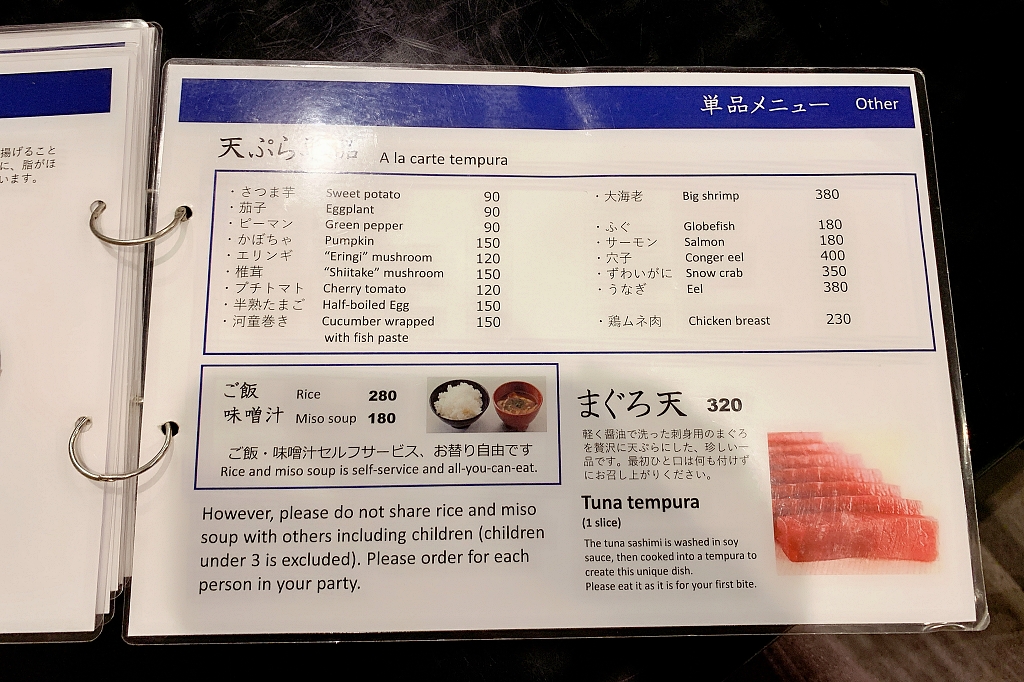 揚げること
に、脂がほ
います。
単品メニュー Other
天ぷら 品 A la carte tempura
・さつま芋 Sweet potato 90
・茄子 Eggplant 90
・ピーマン Green pepper 90
・かぼちゃ Pumpkin 150
・エリンギ “Eringi” mushroom 120
・椎茸 “Shiitake” mushroom 150
・プチトマト Cherry tomato 120
・半熟たまご Half-boiled Egg 150
・河童巻き Cucumber wrapped 150
with fish paste
・大海老 Big shrimp 380
・ふぐ Globefish 180
・サーモン Salmon 180
・穴子 Conger eel 400
・ずわいがに Snow crab 350
・うなぎ Eel 380
・鶏ムネ肉 Chicken breast 230
ご飯 Rice 280
味噌汁 Miso soup 180
ご飯・味噌汁セルフサービス、お替り自由です
Rice and miso soup is self-service and all-you-can-eat.
However, please do not share rice and miso
soup with others including children (children
under 3 is excluded). Please order for each
person in your party.
まぐろ天 320
軽く醤油で洗った刺身用のまぐろ
を贅沢に天ぷらにした、珍しい一
品です。最初ひと口は何も付けず
にお召し上がりください。
Tuna tempura
(1 slice)
The tuna sashimi is washed in soy
sauce, then cooked into a tempura to
create this unique dish.
Please eat it as it is for your first bite.